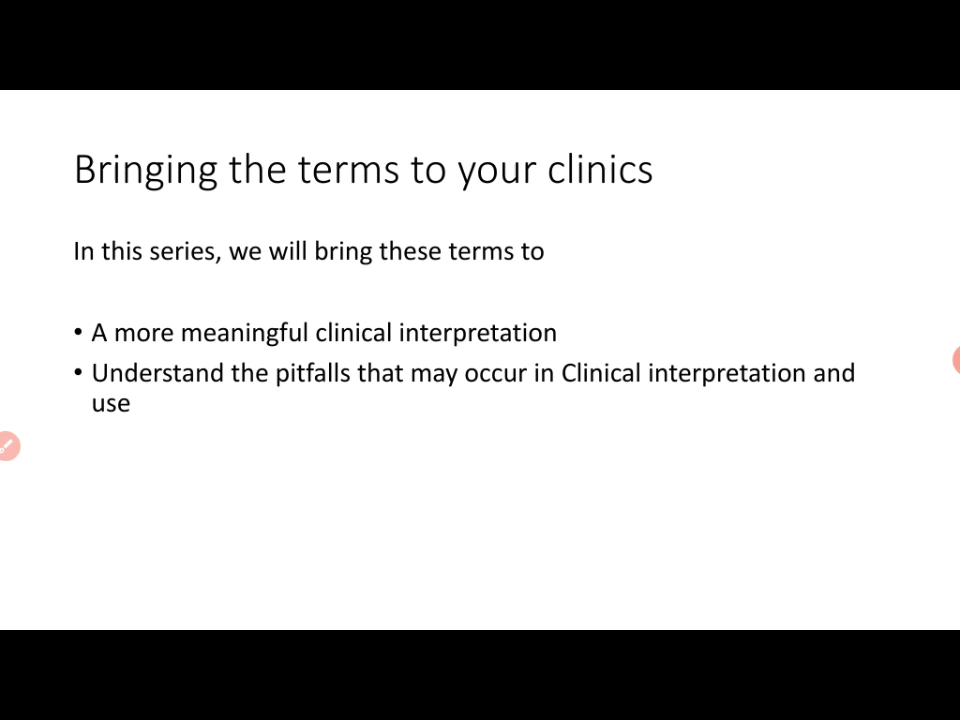 Bringing the terms to your clinics
In this series, we will bring these terms to
• A more meaningful clinical interpretation
• Understand the pitfalls that may occur in Clinical interpretation and
use